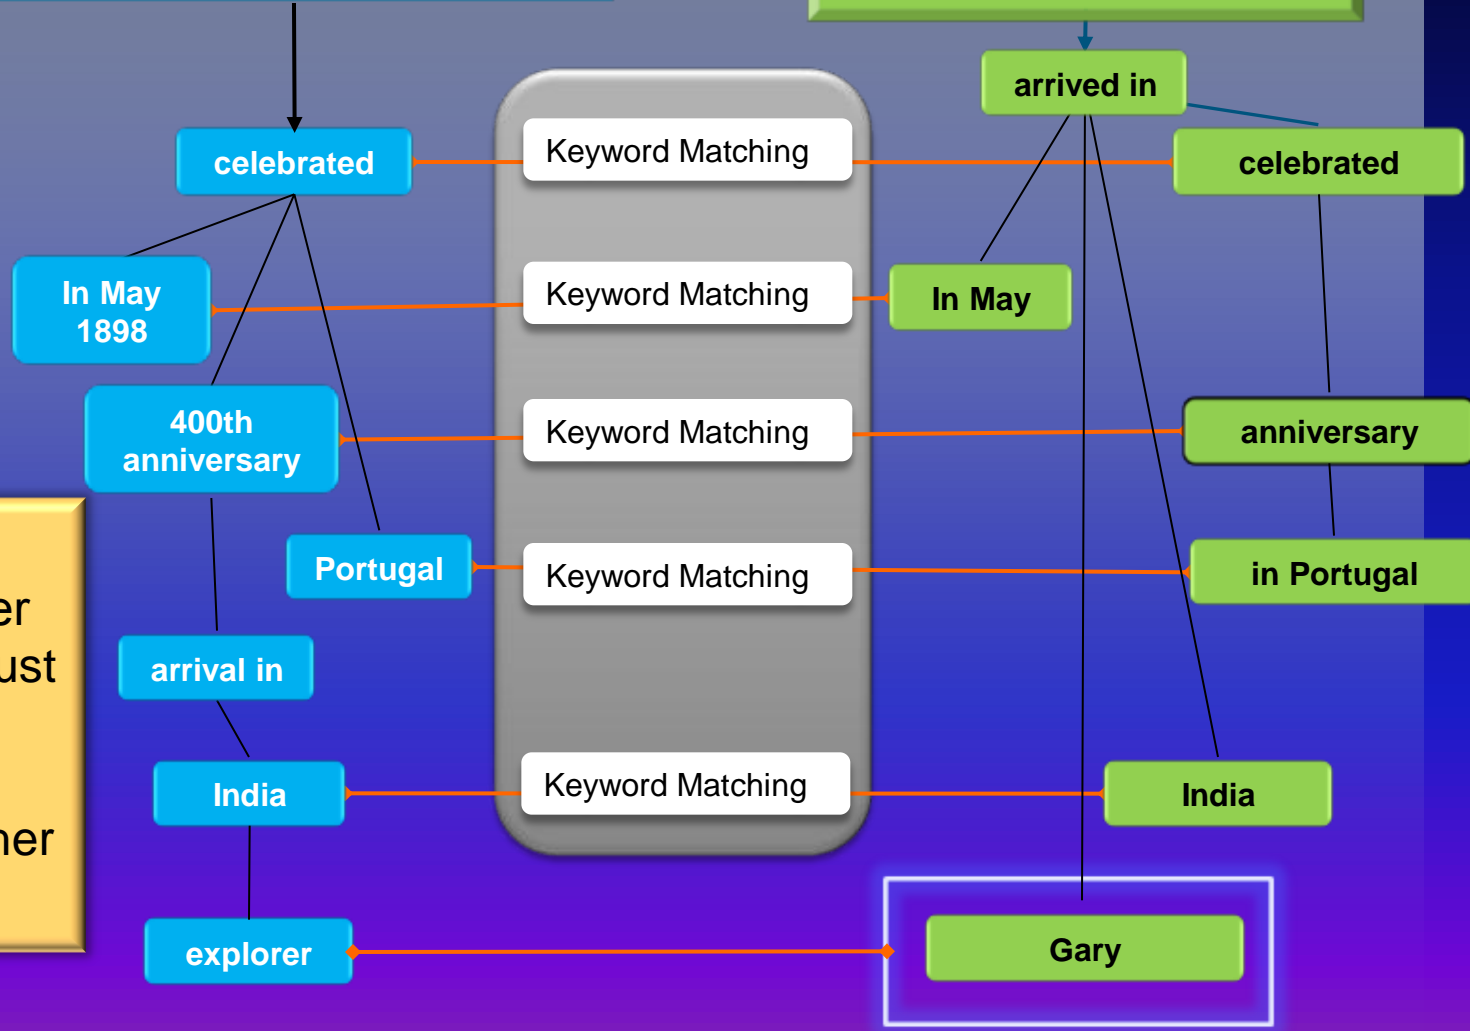 arrived in
celebrated
Keyword Matching
celebrated
In May
1898
Keyword Matching
In May
400th
anniversary
Keyword Matching
anniversary
Portugal
Keyword Matching
in Portugal
arrival in
India
Keyword Matching
India
explorer
Gary